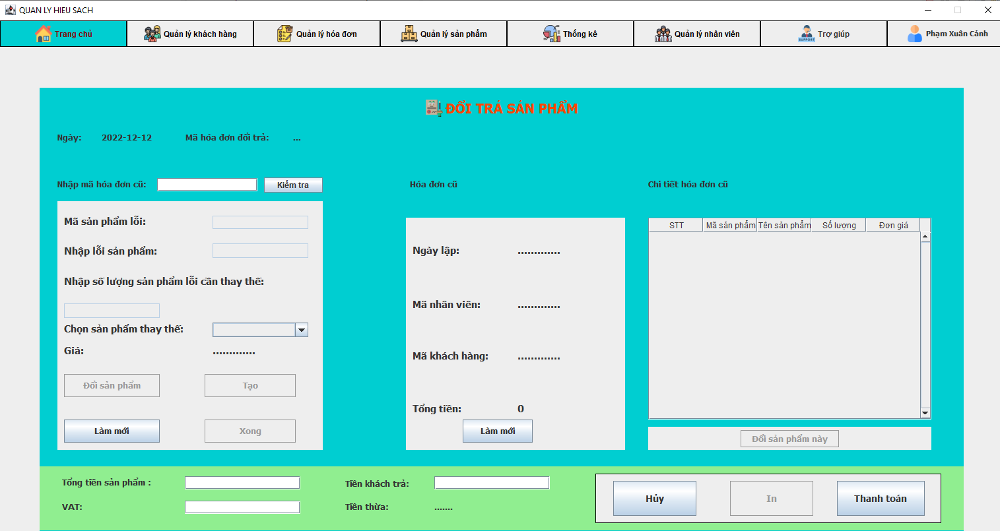 QUAN LY HIEU SACH
Trang chủ
Quản lý khách hàng
Quản lý hóa đơn
Quản lý sản phẩm
Thống kê
Quản lý nhân viên
SUPPORT
Trợ giúp
Phạm Xuân Cảnh
ĐỔI TRẢ SẢN PHẨM
Ngày: 2022-12-12 Mã hóa đơn đổi trả: ...
Nhập mã hóa đơn cũ: Kiểm tra
Mã sản phẩm lỗi:
Nhập lỗi sản phẩm:
Nhập số lượng sản phẩm lỗi cần thay thế:
Chọn sản phẩm thay thế:
Giá: .............
Đổi sản phẩm Tạo
Làm mới Xong
Hóa đơn cũ
Ngày lập: .............
Mã nhân viên: .............
Mã khách hàng: .............
Tổng tiền: 0
Làm mới
Chi tiết hóa đơn cũ
STT Mã sản phẩm Tên sản phẩm Số lượng Đơn giá
Đổi sản phẩm này
Tổng tiền sản phẩm : Tiền khách trả:
VAT: Tiền thừa: .......
Hủy In Thanh toán